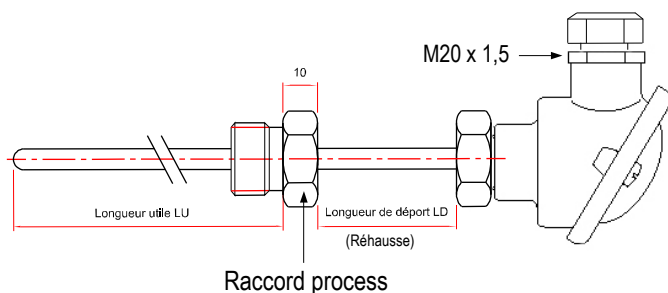 M20 x 1,5
10
Longueur utile LU
Longueur de déport LD
(Réhausse)
Raccord process